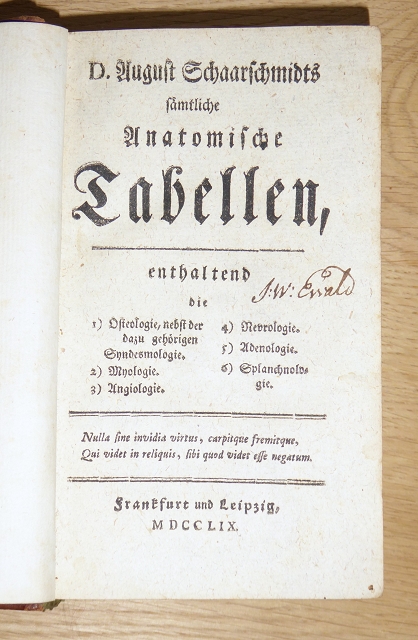 D. August Schaarschmidts
sämtliche
Anatomische
Tabellen,
enthaltend
J: W: Ewald
die
1) Osteologie, nebst der
dazu gehörigen
Syndesmologie.
2) Myologie.
3) Angiologie.
4) Nevrologie.
5) Adenologie.
6) Splanchnolo-
gie.
Nulla sine invidia virtus, carpitque fremitque,
Qui videt in reliquis, sibi quod videt esse negatum.
Frankfurt und Leipzig,
MDCCLIX.